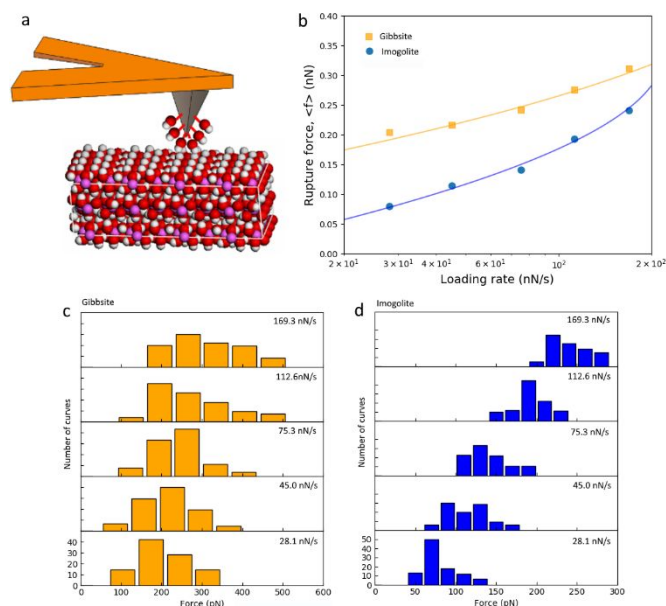 a
b
Gibbsite
Imogolite
Rupture force, <f> (nN)
0.40
0.35
0.30
0.25
0.20
0.15
0.10
0.05
0.00
2 × 10¹
3 × 10¹
4 × 10¹
6 × 10¹
10²
2 × 10²
Loading rate (nN/s)
c
Gibbsite
169.3 nN/s
112.6nN/s
75.3 nN/s
45.0 nN/s
28.1 nN/s
Number of curves
40
30
20
10
0
0
100
200
300
400
500
600
Force (pN)
d
Imogolite
169.3 nN/s
112.6 nN/s
75.3 nN/s
45.0 nN/s
28.1 nN/s
Number of curves
50
40
30
20
10
0
0
50
100
150
200
250
300
Force (pN)